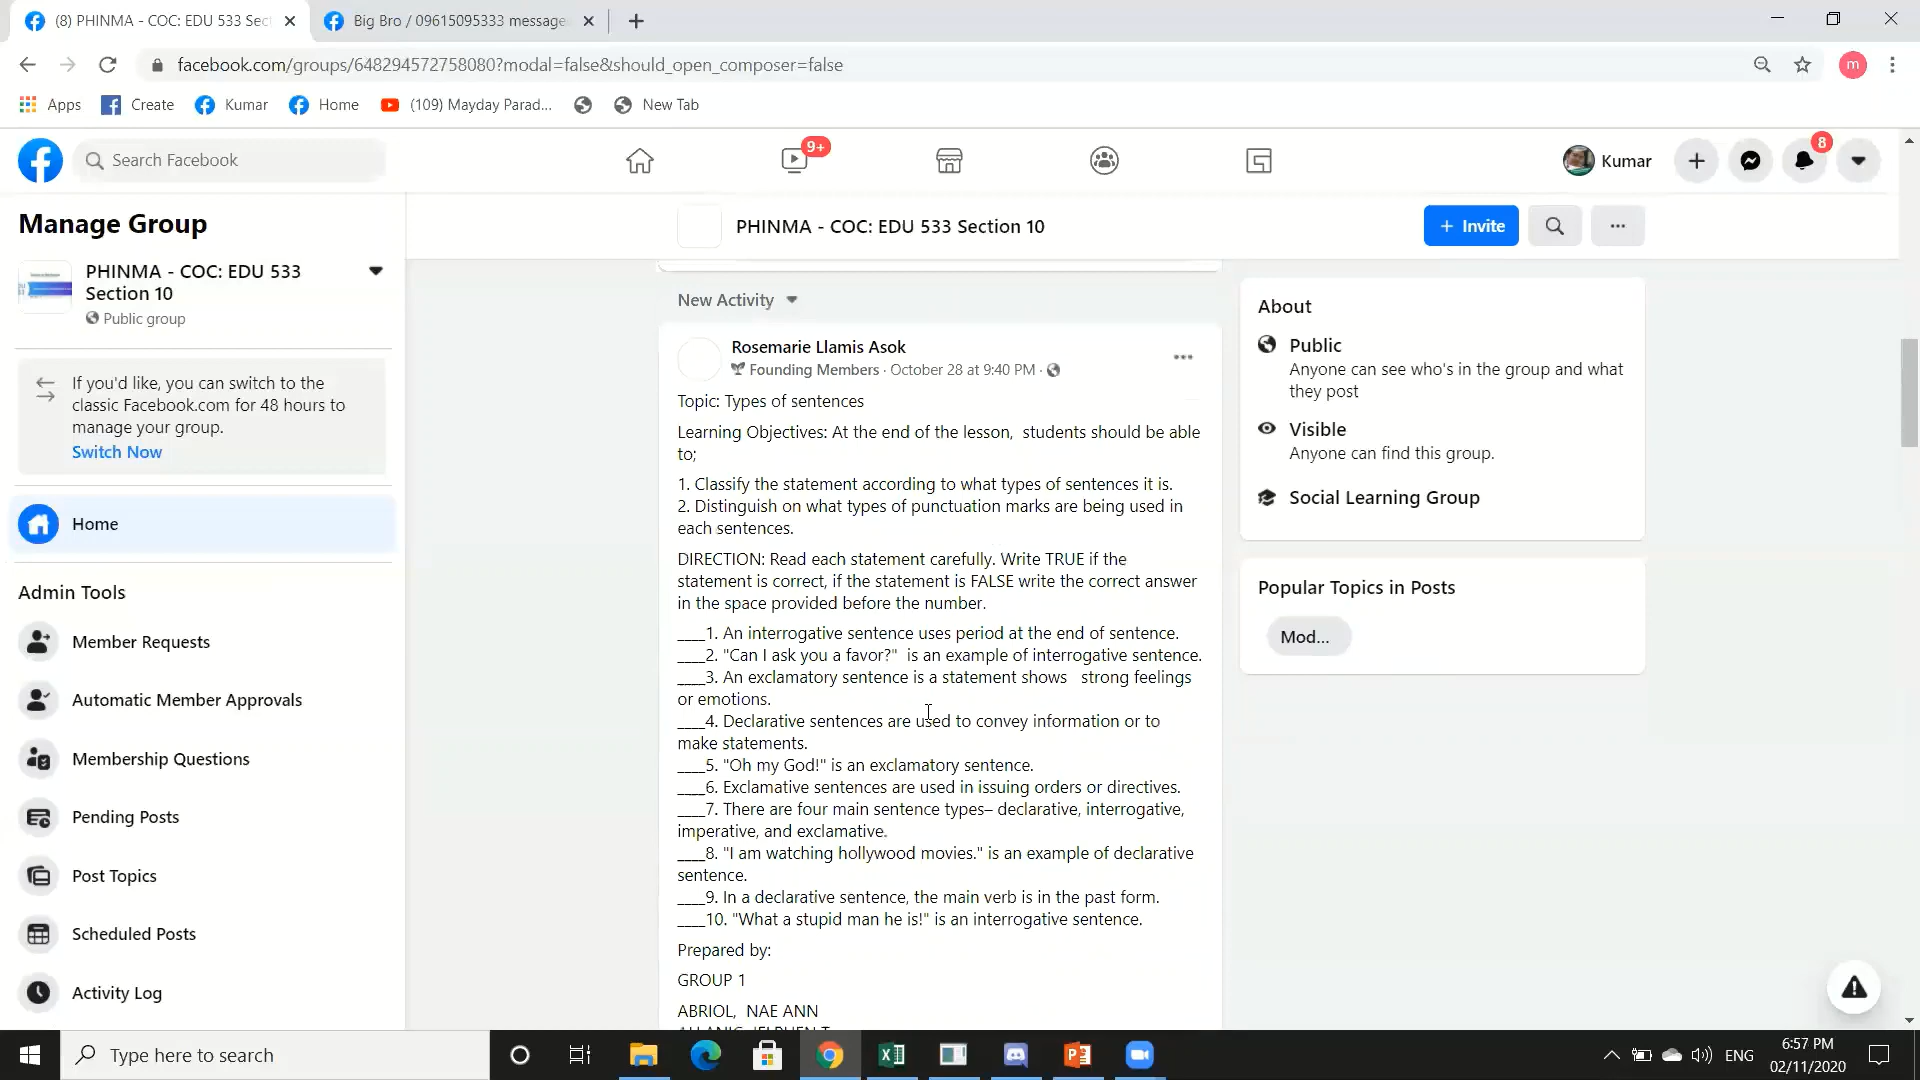 (8) PHINMA - COC: EDU 533 Sect
Big Bro / 09615095333 message
facebook.com/groups/648294572758080?modal=false&should_open_composer=false
m
Apps
Create
Kumar
Home
(109) Mayday Parad...
New Tab
Search Facebook
9+
Kumar
8
Manage Group
PHINMA - COC: EDU 533
Section 10
Public group
If you'd like, you can switch to the
classic Facebook.com for 48 hours to
manage your group.
Switch Now
Home
Admin Tools
Member Requests
Automatic Member Approvals
Membership Questions
Pending Posts
Post Topics
Scheduled Posts
Activity Log
PHINMA - COC: EDU 533 Section 10
+ Invite
New Activity
Rosemarie Llamis Asok
Founding Members · October 28 at 9:40 PM ·
Topic: Types of sentences
Learning Objectives: At the end of the lesson,  students should be able
to;
1. Classify the statement according to what types of sentences it is.
2. Distinguish on what types of punctuation marks are being used in
each sentences.
DIRECTION: Read each statement carefully. Write TRUE if the
statement is correct, if the statement is FALSE write the correct answer
in the space provided before the number.
____1. An interrogative sentence uses period at the end of sentence.
____2. "Can I ask you a favor?"  is an example of interrogative sentence.
____3. An exclamatory sentence is a statement shows   strong feelings
or emotions.
____4. Declarative sentences are used to convey information or to
make statements.
____5. "Oh my God!" is an exclamatory sentence.
____6. Exclamative sentences are used in issuing orders or directives.
____7. There are four main sentence types– declarative, interrogative,
imperative, and exclamative.
____8. "I am watching hollywood movies." is an example of declarative
sentence.
____9. In a declarative sentence, the main verb is in the past form.
____10. "What a stupid man he is!" is an interrogative sentence.
Prepared by:
GROUP 1
ABRIOL,  NAE ANN
About
Public
Anyone can see who's in the group and what
they post
Visible
Anyone can find this group.
Social Learning Group
Popular Topics in Posts
Mod...
Type here to search
ENG
6:57 PM
02/11/2020